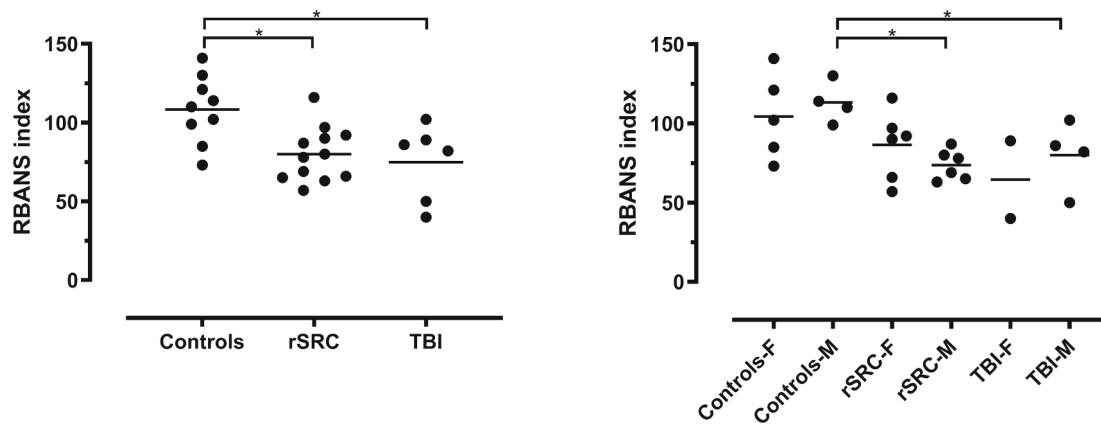 *
*
150
100
50
0
RBANS index
Controls
rSRC
TBI
*
*
150
100
50
0
RBANS index
Controls-F
Controls-M
rSRC-F
rSRC-M
TBI-F
TBI-M